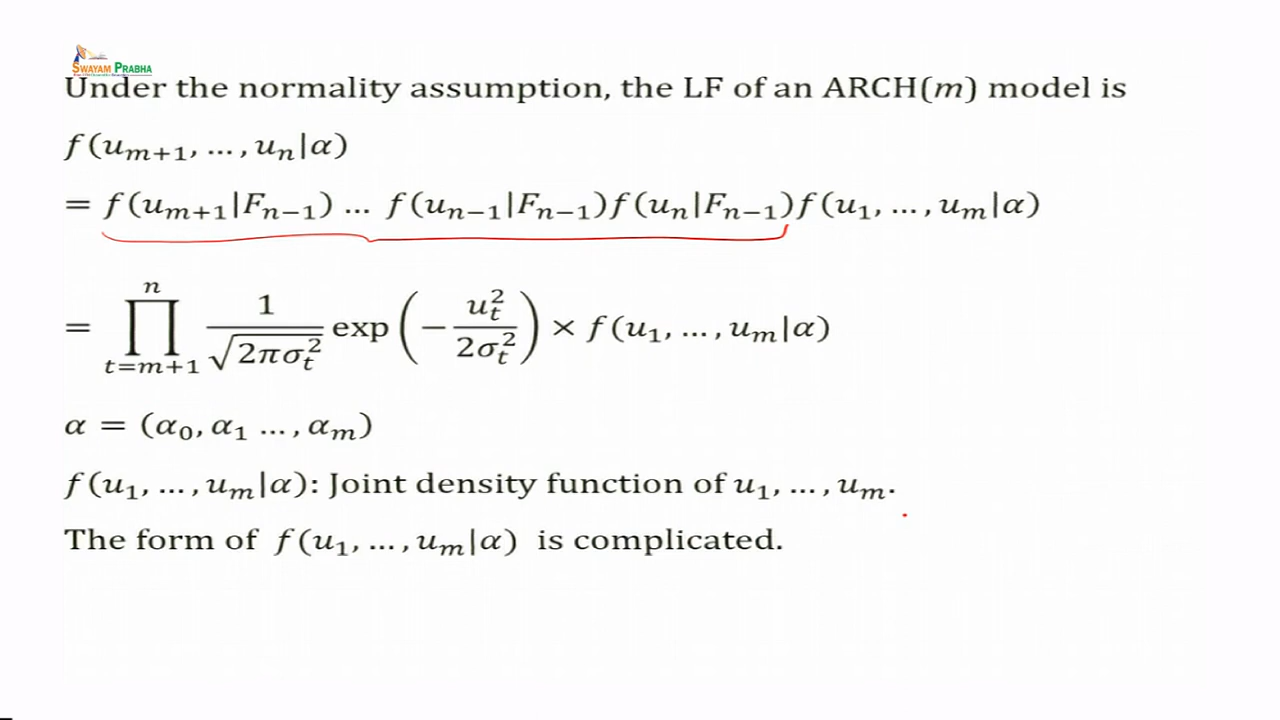 SWAYAM PRABHA
Under the normality assumption, the LF of an ARCH(m) model is
f(u_{m+1}, … , u_n|α)
= f(u_{m+1}|F_{n−1}) … f(u_{n−1}|F_{n−1})f(u_n|F_{n−1})f(u_1, … , u_m|α)
= ∏_{t=m+1}^{n} \frac{1}{\sqrt{2πσ_t^2}} exp(−\frac{u_t^2}{2σ_t^2}) × f(u_1, … , u_m|α)
α = (α_0, α_1 … , α_m)
f(u_1, … , u_m|α): Joint density function of u_1, … , u_m.
The form of f(u_1, … , u_m|α) is complicated.